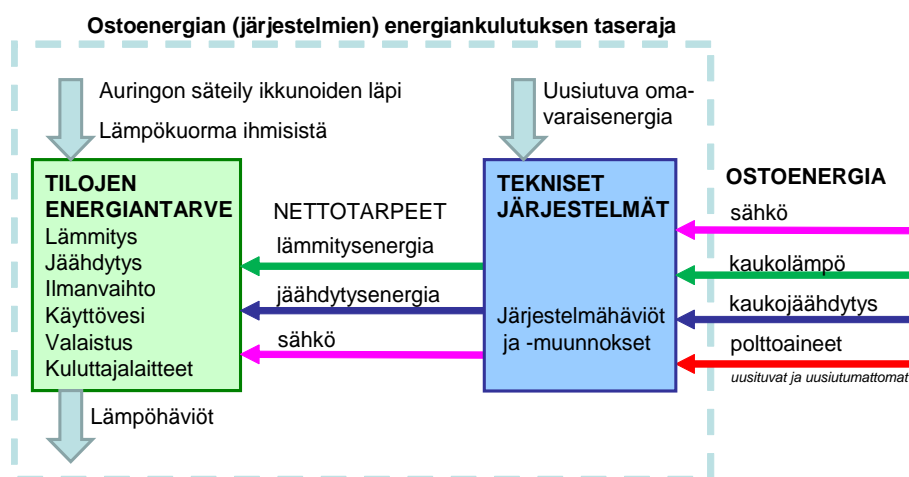 Ostoenergian (järjestelmien) energiankulutuksen taseraja
Auringon säteily ikkunoiden läpi
Lämpökuorma ihmisistä
Uusiutuva oma-
varaisenergia
TILOJEN
ENERGIANTARVE
Lämmitys
Jäähdytys
Ilmanvaihto
Käyttövesi
Valaistus
Kuluttajalaitteet
NETTOTARPEET
lämmitysenergia
jäähdytysenergia
sähkö
TEKNISET
JÄRJESTELMÄT
Järjestelmähäviöt
ja -muunnokset
OSTOENERGIA
sähkö
kaukolämpö
kaukojäähdytys
polttoaineet
uusituvat ja uusiutumattomat
Lämpöhäviöt